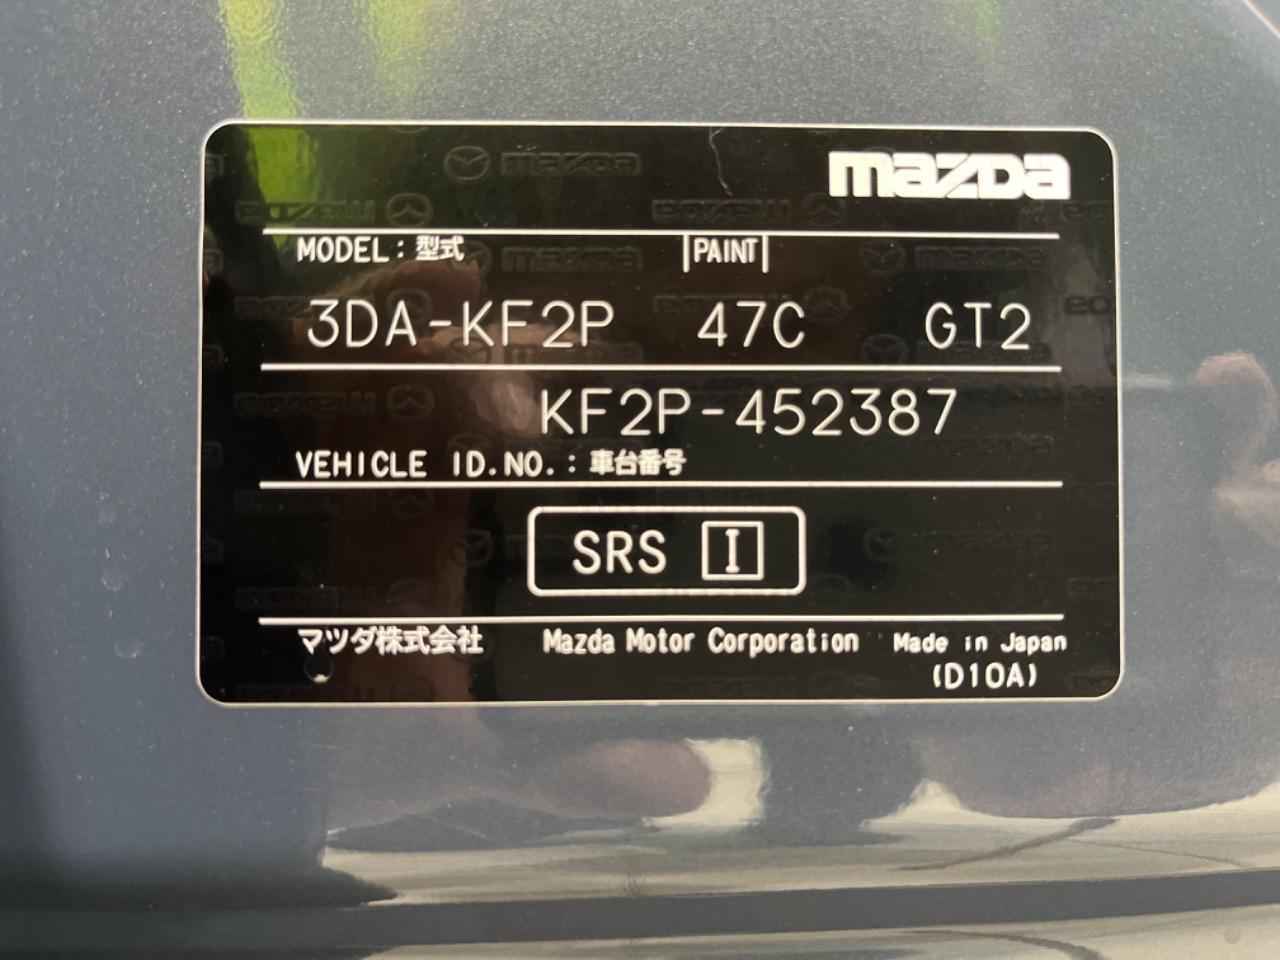 mazda
MODEL : 型式 PAINT
3DA-KF2P 47C GT2
KF2P-452387
VEHICLE ID.NO. : 車台番号
SRS I
マツダ株式会社 Mazda Motor Corporation Made in Japan
(D10A)